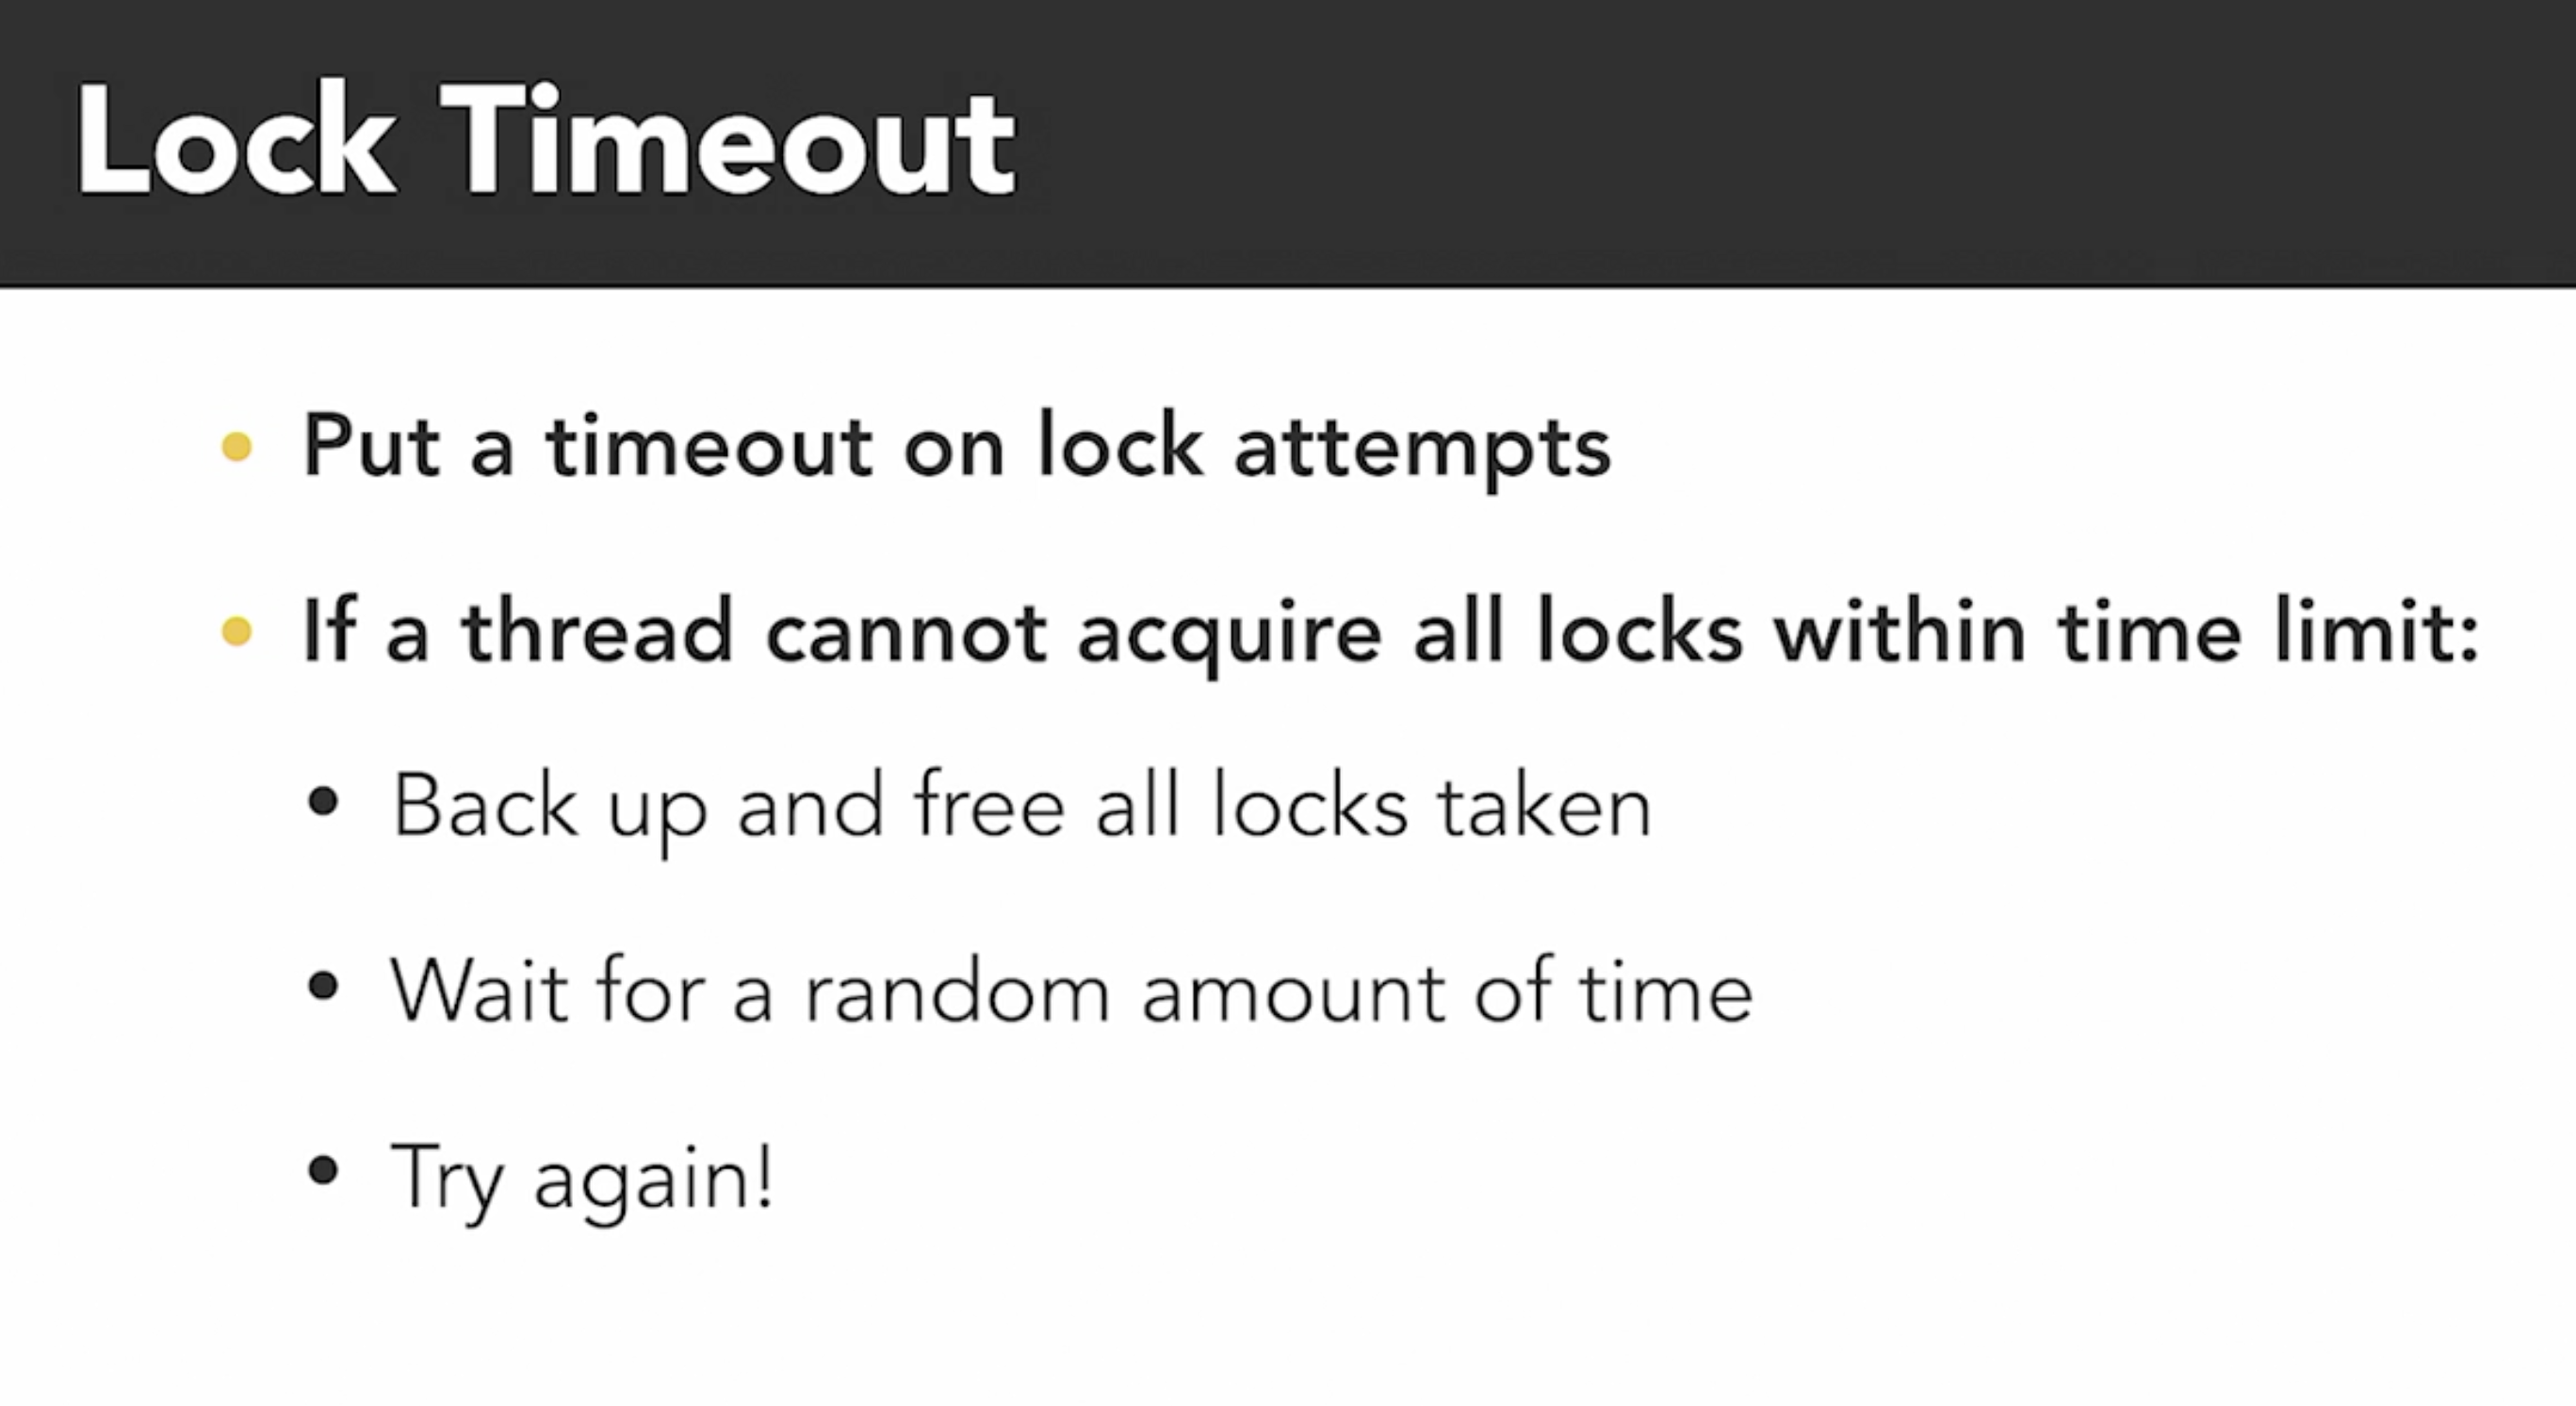 Lock Timeout
Put a timeout on lock attempts
If a thread cannot acquire all locks within time limit:
Back up and free all locks taken
Wait for a random amount of time
Try again!